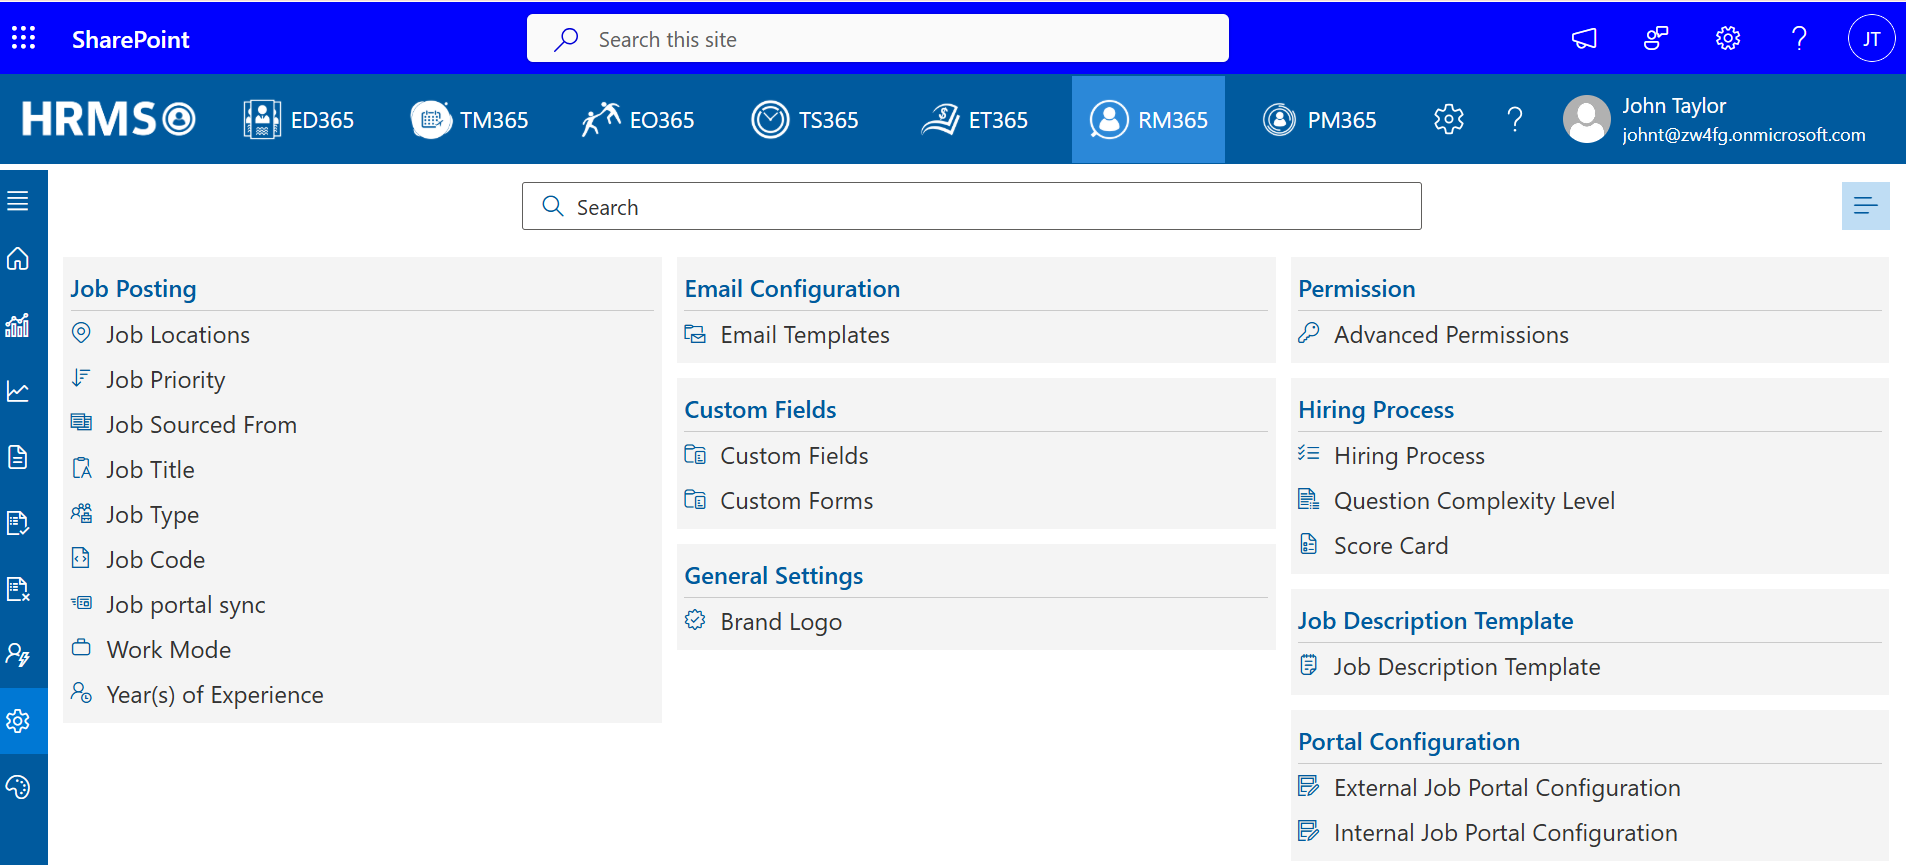 SharePoint
Search this site
JT
HRMS
ED365
TM365
EO365
TS365
ET365
RM365
PM365
John Taylor
johnt@zw4fg.onmicrosoft.com
Search
Job Posting
Job Locations
Job Priority
Job Sourced From
Job Title
Job Type
Job Code
Job portal sync
Work Mode
Year(s) of Experience
Email Configuration
Email Templates
Custom Fields
Custom Fields
Custom Forms
General Settings
Brand Logo
Permission
Advanced Permissions
Hiring Process
Hiring Process
Question Complexity Level
Score Card
Job Description Template
Job Description Template
Portal Configuration
External Job Portal Configuration
Internal Job Portal Configuration